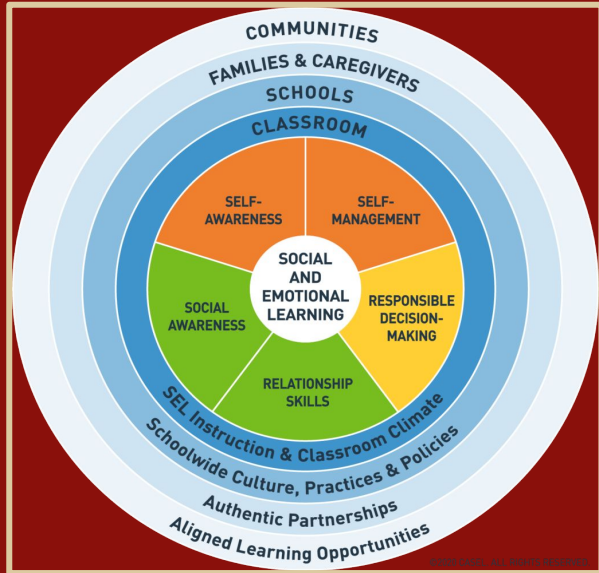 COMMUNITIES
FAMILIES & CAREGIVERS
SCHOOLS
CLASSROOM
SELF-
AWARENESS
SELF-
MANAGEMENT
SOCIAL
AND
EMOTIONAL
LEARNING
SOCIAL
AWARENESS
RESPONSIBLE
DECISION-
MAKING
RELATIONSHIP
SKILLS
SEL Instruction & Classroom Climate
Schoolwide Culture, Practices & Policies
Authentic Partnerships
Aligned Learning Opportunities